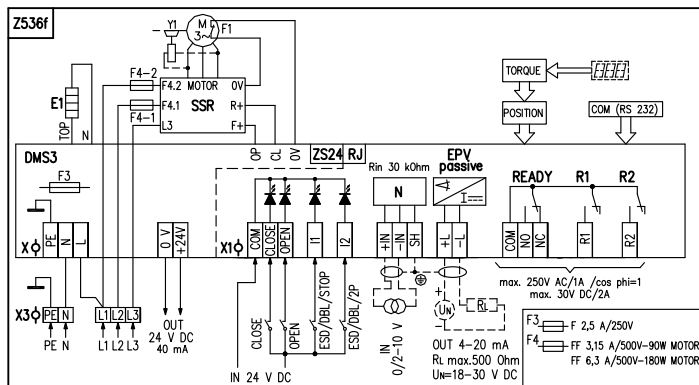 Z536f
Y1
M
3~
F1
F4-2
F4.2 MOTOR 0V
E1
F4.1 SSR R+
F4-1
L3 F+
TOP
N
OP
CL
0V
TORQUE
POSITION
COM (RS 232)
DMS3
ZS24 RJ
EPV
passive
Rin 30 kOhm
N
READY R1 R2
F3
X PE N L
0 V
+24V
X1 COM CLOSE OPEN I1 I2
+IN -IN SH
+L -L
COM NO NC R1 R2
max. 250V AC/1A /cos phi=1
max. 30V DC/2A
X3 PE N L1 L2 L3
PE N L1 L2 L3
OUT
24 V DC
40 mA
CLOSE
OPEN
ESD/DBL/STOP
ESD/DBL/2P
IN 24 V DC
IN
0/2-10 V
+
UN
-
RL
OUT 4-20 mA
RL max.500 Ohm
UN=18-30 V DC
F3 F 2,5 A/250V
F4 FF 3,15 A/500V-90W MOTOR
FF 6,3 A/500V-180W MOTOR